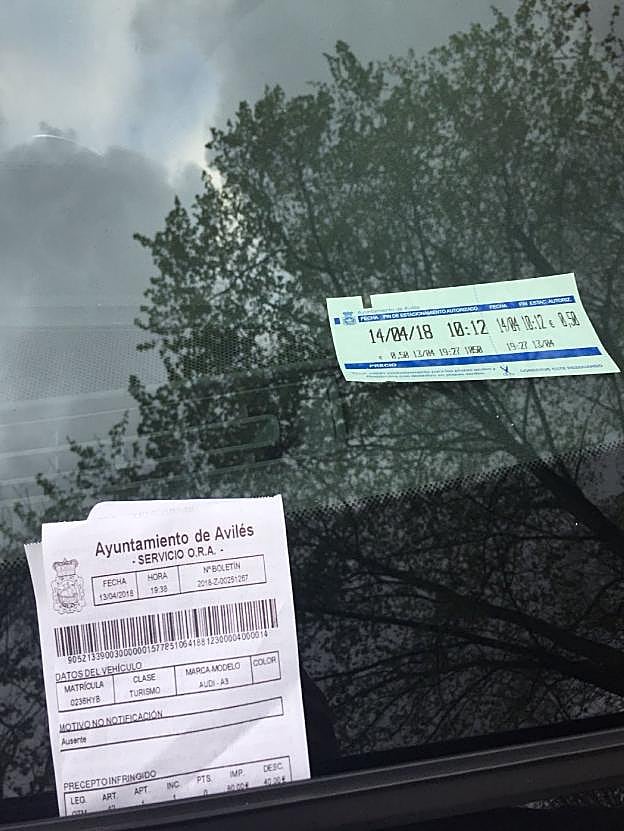 Ayuntamiento de Avilés
FECHA FIN DE ESTACIONAMIENTO AUTORIZADO FECHA FIN ESTAC. AUTORIZ.
14/04/18 10:12 14/04 10:12 € 0,50
€ 0,50 13/04 19:27 1050 19:27 13/04
PRECIO
Ayuntamiento de Avilés
- SERVICIO O.R.A. -
FECHA HORA Nº BOLETÍN
13/04/2018 19:38 2018-Z-00251267
DATOS DEL VEHÍCULO
MATRÍCULA CLASE MARCA-MODELO COLOR
0236HYB TURISMO AUDI - A3
MOTIVO NO NOTIFICACIÓN
Ausente
PRECEPTO INFRINGIDO
LEG. ART. APT. INC. PTS. IMP. DESC.
80,00€ 40,00€